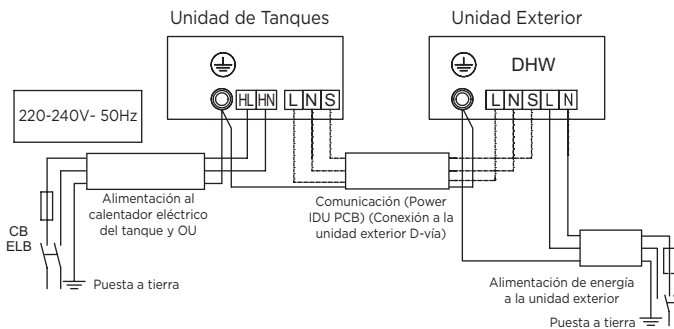 Unidad de Tanques
Unidad Exterior
DHW
HL HN L N S
L N S L N
220-240V~ 50Hz
Alimentación al
calentador eléctrico
del tanque y OU
Comunicación (Power
IDU PCB) (Conexión a la
unidad exterior D-vía)
CB
ELB
Puesta a tierra
Alimentación de energía
a la unidad exterior
Puesta a tierra